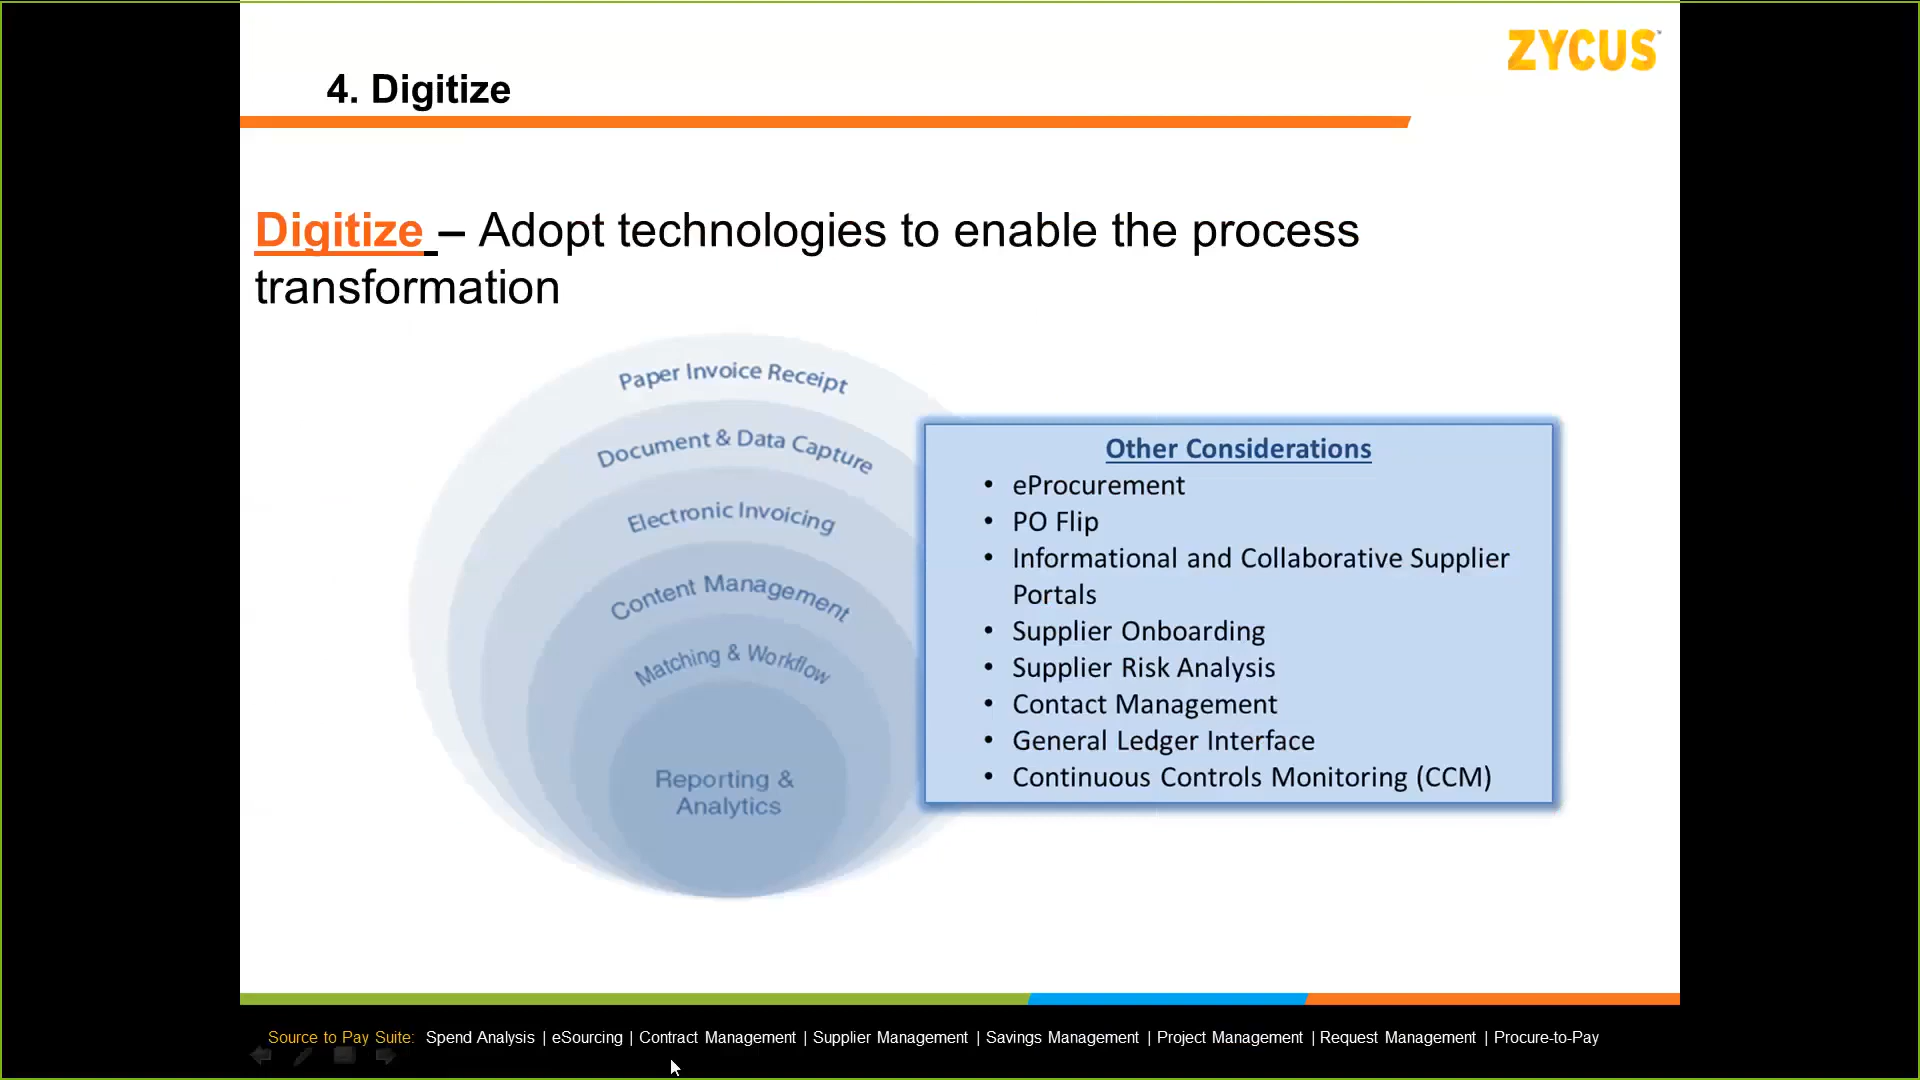 ZYCUS
4. Digitize
Digitize – Adopt technologies to enable the process
transformation
Paper Invoice Receipt
Document & Data Capture
Electronic Invoicing
Content Management
Matching & Workflow
Reporting &
Analytics
Other Considerations
• eProcurement
• PO Flip
• Informational and Collaborative Supplier
Portals
• Supplier Onboarding
• Supplier Risk Analysis
• Contact Management
• General Ledger Interface
• Continuous Controls Monitoring (CCM)
Source to Pay Suite: Spend Analysis | eSourcing | Contract Management | Supplier Management | Savings Management | Project Management | Request Management | Procure-to-Pay